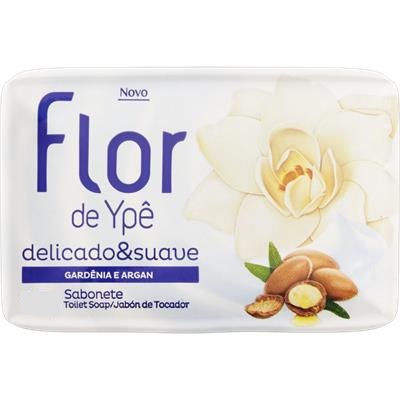 Novo
Flor
de Ypê
delicado&suave
GARDÊNIA E ARGAN
Sabonete
Toilet Soap/Jabón de Tocador